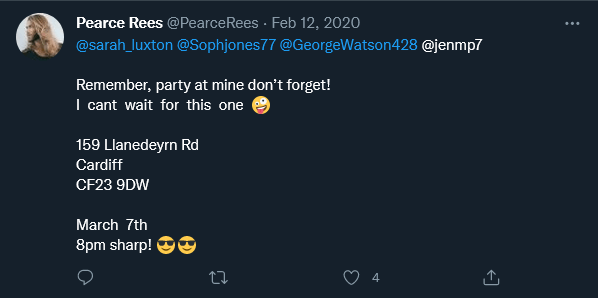 Pearce Rees @PearceRees · Feb 12, 2020
@sarah_luxton @Sophjones77 @GeorgeWatson428 @jenmp7
Remember, party at mine don't forget!
I cant wait for this one 🤪
159 Llanedeyrn Rd
Cardiff
CF23 9DW
March 7th
8pm sharp! 😎😎
4